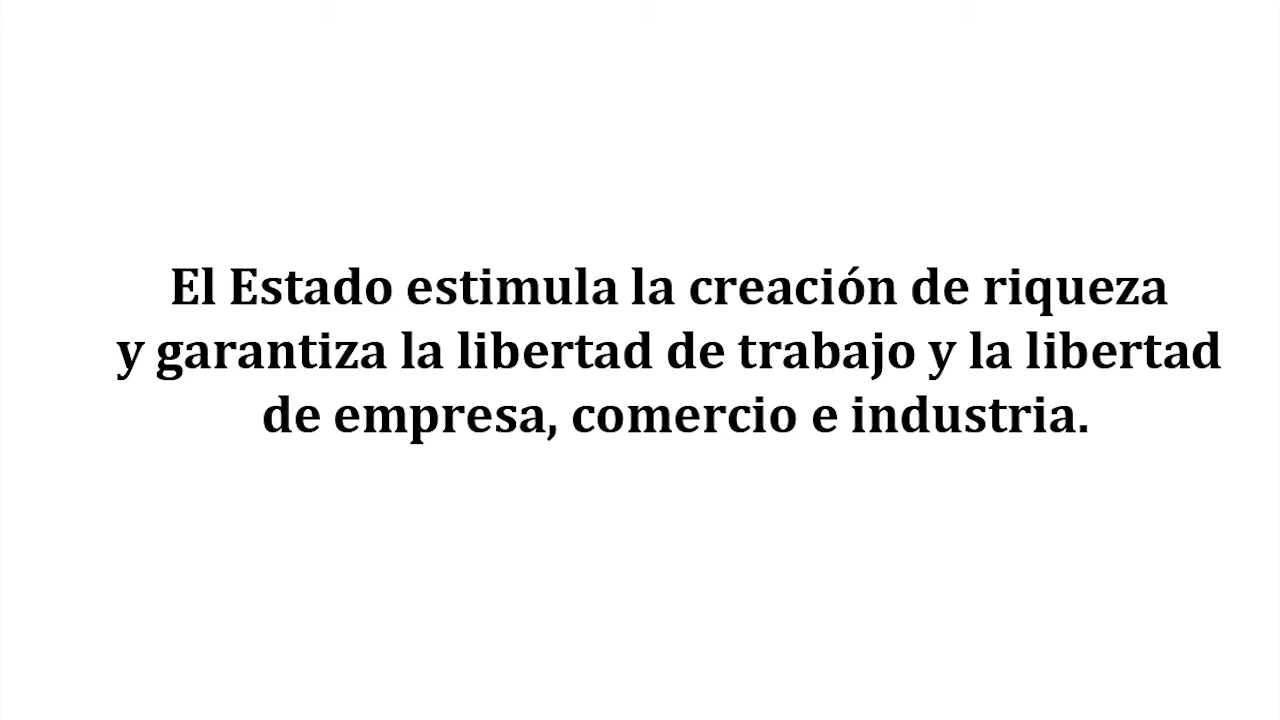 El Estado estimula la creación de riqueza
y garantiza la libertad de trabajo y la libertad
de empresa, comercio e industria.